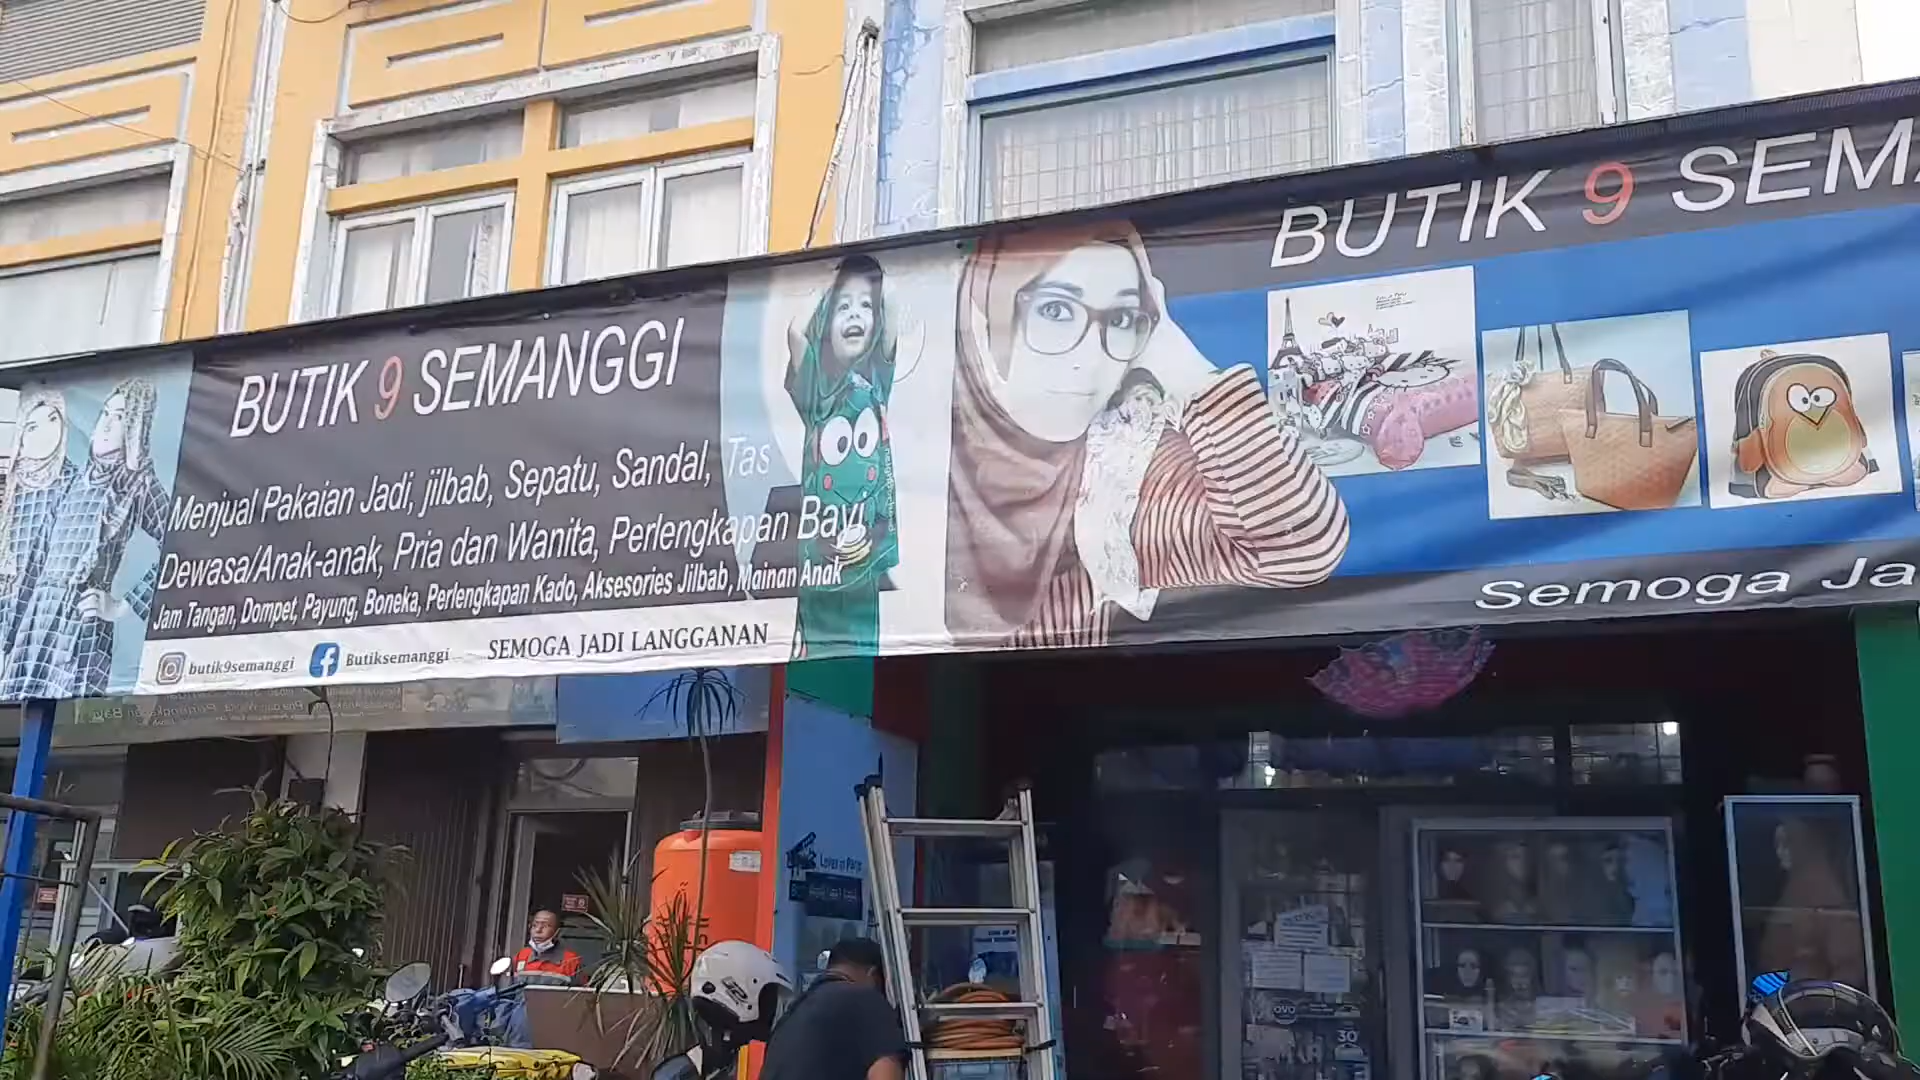 BUTIK 9 SEMANGGI
Menjual Pakaian Jadi, jilbab, Sepatu, Sandal, Tas
Dewasa/Anak-anak, Pria dan Wanita, Perlengkapan Bayi
Jam Tangan, Dompet, Payung, Boneka, Perlengkapan Kado, Aksesories Jilbab, Mainan Anak
butik9semanggi
Butiksemanggi
SEMOGA JADI LANGGANAN
BUTIK 9 SEM
Semoga Ja
OVO
30